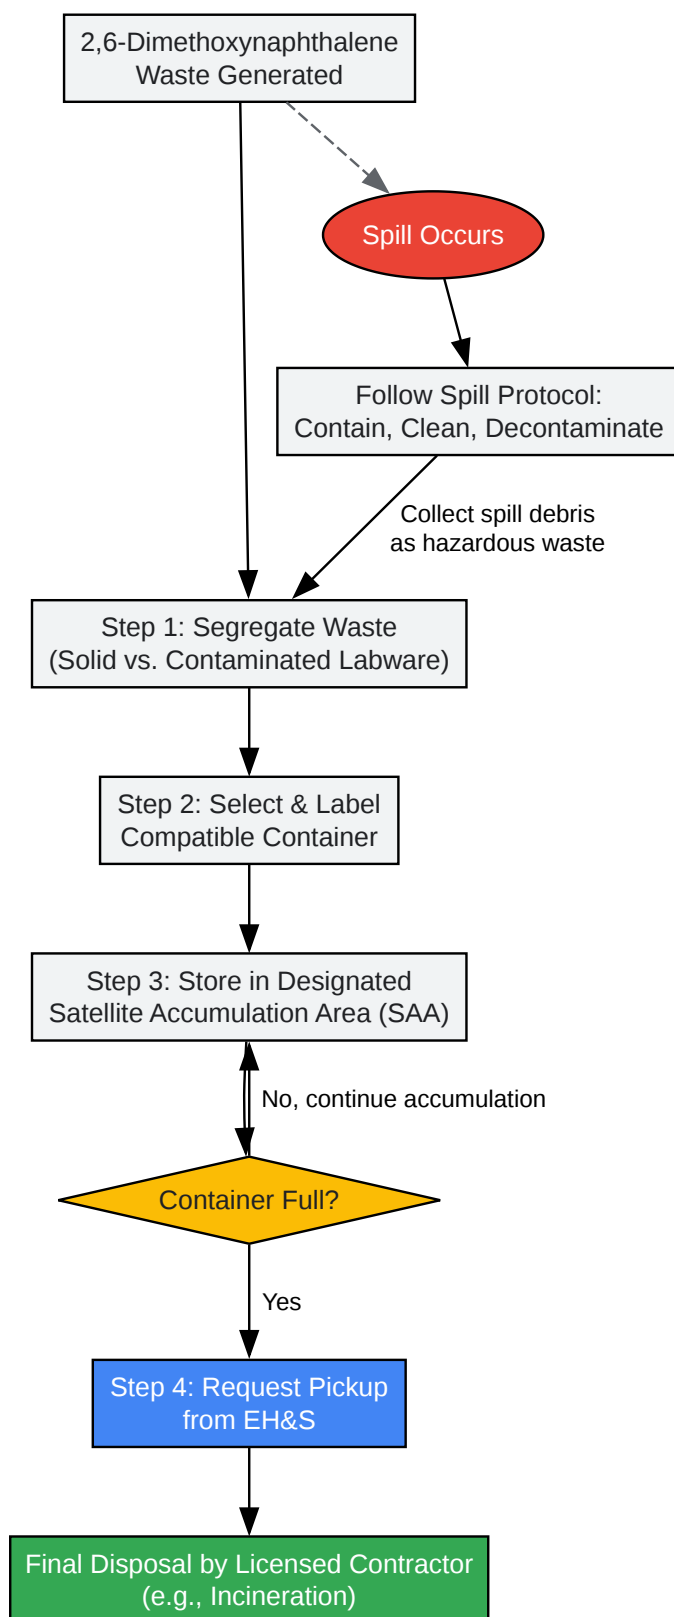 2,6-Dimethoxynaphthalene
Waste Generated
Spill Occurs
Follow Spill Protocol:
Contain, Clean, Decontaminate
Collect spill debris
as hazardous waste
Step 1: Segregate Waste
(Solid vs. Contaminated Labware)
Step 2: Select & Label
Compatible Container
Step 3: Store in Designated
Satellite Accumulation Area (SAA)
No, continue accumulation
Container Full?
Yes
Step 4: Request Pickup
from EH&S
Final Disposal by Licensed Contractor
(e.g., Incineration)